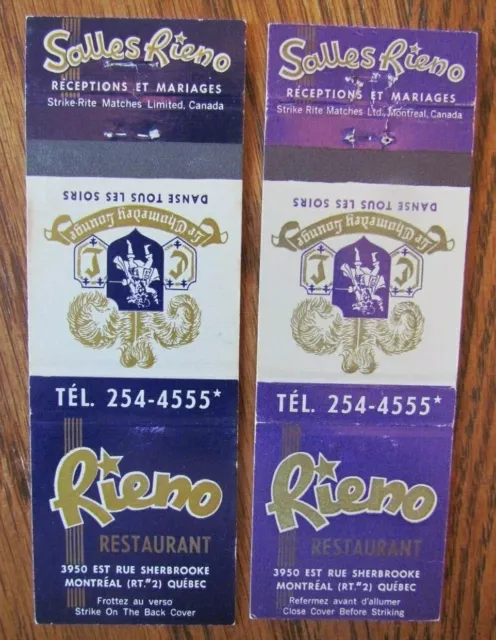 Salles Rieno
RÉCEPTIONS ET MARIAGES
Strike-Rite Matches Limited, Canada
DANSE TOUS LES SOIRS
Le Chomedey Lounge
TÉL. 254-4555*
Rieno
RESTAURANT
3950 EST RUE SHERBROOKE
MONTRÉAL (RT.#2) QUÉBEC
Frottez au verso
Strike On The Back Cover
Salles Rieno
RÉCEPTIONS ET MARIAGES
Strike Rite Matches Ltd., Montreal, Canada
DANSE TOUS LES SOIRS
Le Chomedey Lounge
TÉL. 254-4555*
Rieno
RESTAURANT
3950 EST RUE SHERBROOKE
MONTRÉAL (RT.#2) QUÉBEC
Refermez avant d'allumer
Close Cover Before Striking